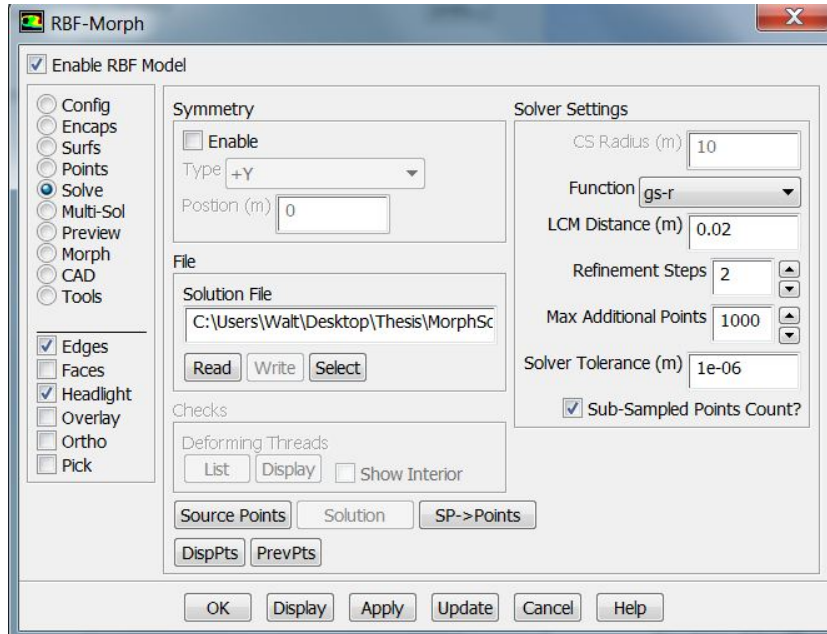 RBF-Morph
Enable RBF Model
Config
Encaps
Surfs
Points
Solve
Multi-Sol
Preview
Morph
CAD
Tools
Edges
Faces
Headlight
Overlay
Ortho
Pick
Symmetry
Enable
Type +Y
Postion (m) 0
File
Solution File
C:\Users\Walt\Desktop\Thesis\MorphSc
Read Write Select
Checks
Deforming Threads
List Display Show Interior
Source Points Solution SP->Points
DispPts PrevPts
Solver Settings
CS Radius (m) 10
Function gs-r
LCM Distance (m) 0.02
Refinement Steps 2
Max Additional Points 1000
Solver Tolerance (m) 1e-06
Sub-Sampled Points Count?
OK Display Apply Update Cancel Help